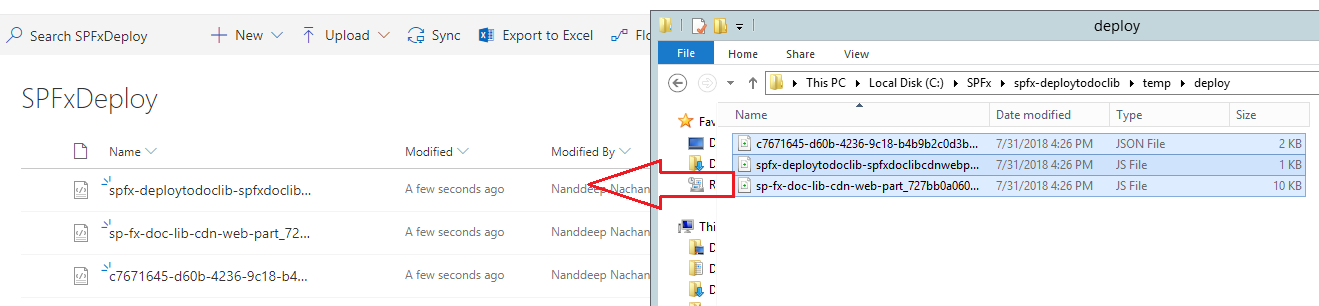 Search SPFxDeploy
New
Upload
Sync
Export to Excel
Flo
SPFxDeploy
Name
Modified
Modified By
spfx-deploytodoclib-spfxdoclib...
A few seconds ago
Nanddeep Nachan
sp-fx-doc-lib-cdn-web-part_72...
A few seconds ago
Nanddeep Nachan
c7671645-d60b-4236-9c18-b4...
A few seconds ago
Nanddeep Nachan
deploy
File
Home
Share
View
This PC
Local Disk (C:)
SPFx
spfx-deploytodoclib
temp
deploy
Fav
D
D
R
Thi
D
D
D
Name
Date modified
Type
Size
c7671645-d60b-4236-9c18-b4b9b2c0d3b...
7/31/2018 4:26 PM
JSON File
2 KB
spfx-deploytodoclib-spfxdoclibcdnwebp...
7/31/2018 4:26 PM
JS File
1 KB
sp-fx-doc-lib-cdn-web-part_727bb0a060...
7/31/2018 4:26 PM
JS File
10 KB